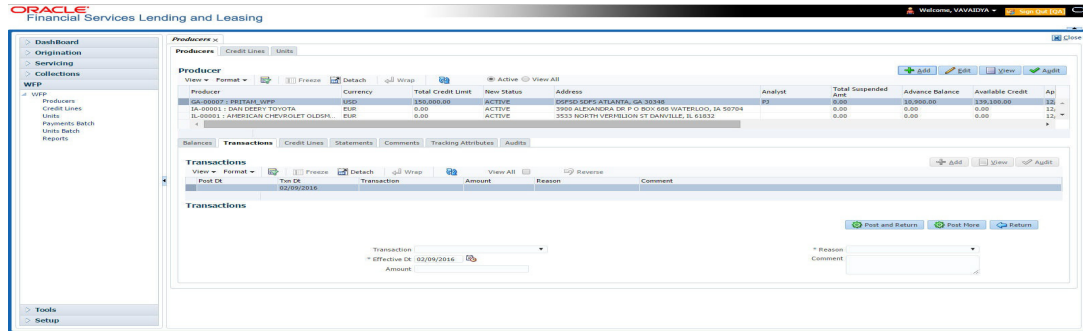 ORACLE
Financial Services Lending and Leasing
Welcome, VAVAIDYA
Sign Out [QA]
Close
DashBoard
Origination
Servicing
Collections
WFP
WFP
Producers
Credit Lines
Units
Payments Batch
Units Batch
Reports
Tools
Setup
Producers x
Producers Credit Lines Units
Producer
Add Edit View Audit
View Format Freeze Detach Wrap Active View All
Producer Currency Total Credit Limit New Status Address Analyst Total Suspended Amt Advance Balance Available Credit Ap
GA-00007 : PRITAM_WFP USD 150,000.00 ACTIVE DSFSD SDFS ATLANTA, GA 30348 PJ 0.00 10,900.00 139,100.00 12,
IA-00001 : DAN DEERY TOYOTA EUR 0.00 ACTIVE 3900 ALEXANDRA DR P O BOX 688 WATERLOO, IA 50704 0.00 0.00 0.00 12,
IL-00001 : AMERICAN CHEVROLET OLDSM... EUR 0.00 ACTIVE 3533 NORTH VERMILION ST DANVILLE, IL 61832 0.00 0.00 0.00 12,
Balances Transactions Credit Lines Statements Comments Tracking Attributes Audits
Transactions
Add View Audit
View Format Freeze Detach Wrap View All Reverse
Post Dt Txn Dt Transaction Amount Reason Comment
02/09/2016
Transactions
Post and Return Post More Return
Transaction * Reason
* Effective Dt 02/09/2016 Comment
Amount